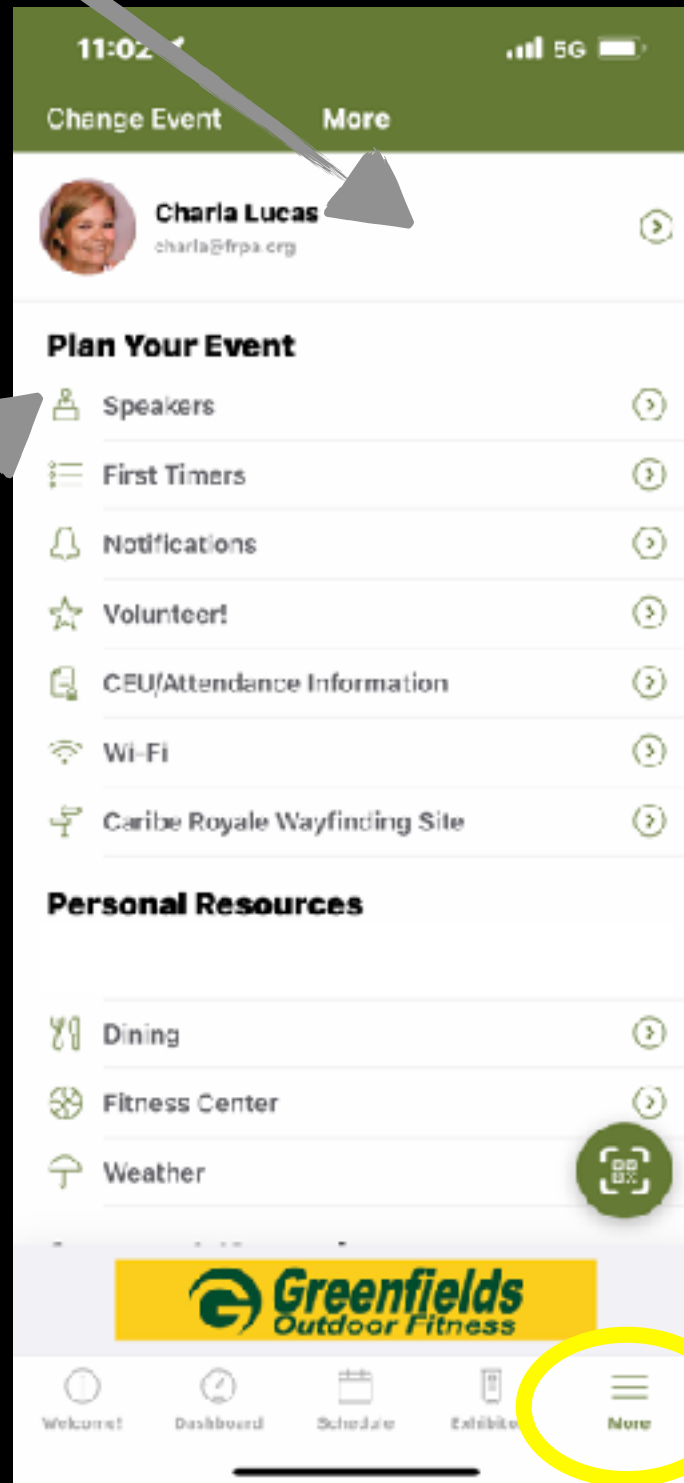 11:02
5G
Change Event More
Charla Lucas
charla@frpa.org
Plan Your Event
Speakers
First Timers
Notifications
Volunteer!
CEU/Attendance Information
Wi-Fi
Caribe Royale Wayfinding Site
Personal Resources
Dining
Fitness Center
Weather
Greenfields
Outdoor Fitness
Welcome! Dashboard Schedule More